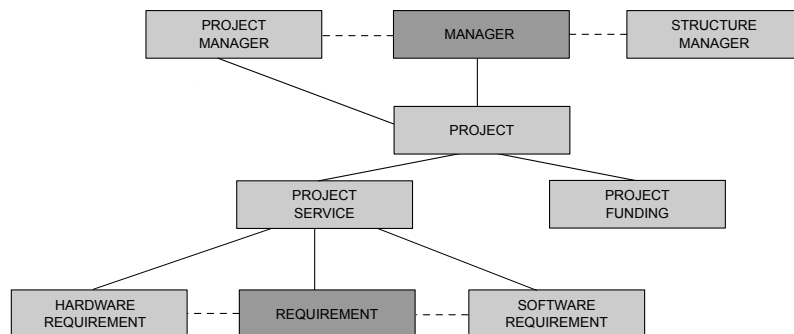 PROJECT
MANAGER
MANAGER
STRUCTURE
MANAGER
PROJECT
PROJECT
SERVICE
PROJECT
FUNDING
HARDWARE
REQUIREMENT
REQUIREMENT
SOFTWARE
REQUIREMENT